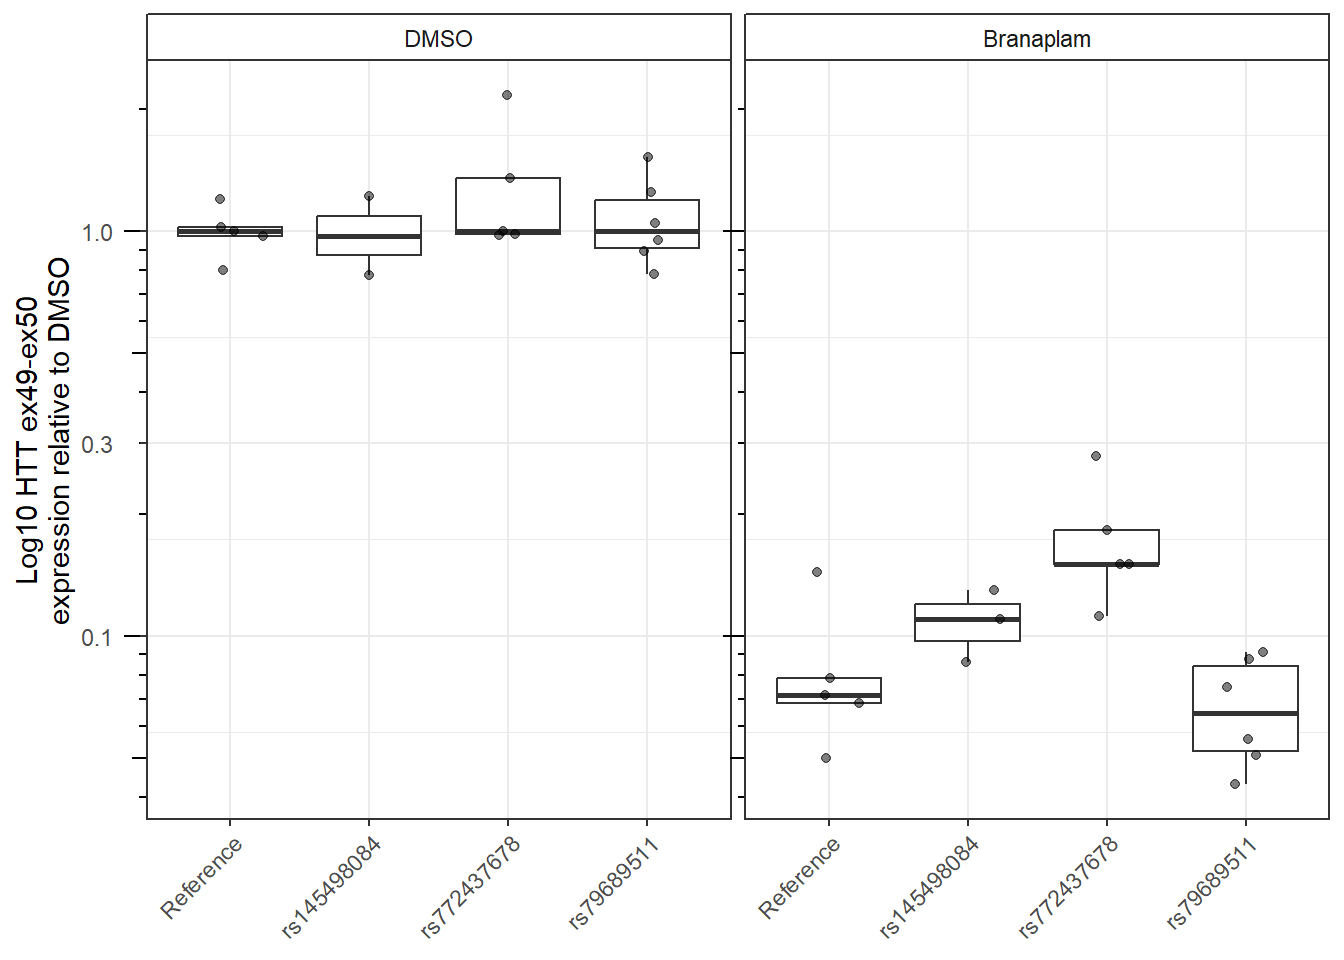 DMSO
Branaplam
Log10 HTT ex49-ex50
expression relative to DMSO
1.0
0.3
0.1
Reference
rs145498084
rs772437678
rs79689511
Reference
rs145498084
rs772437678
rs79689511